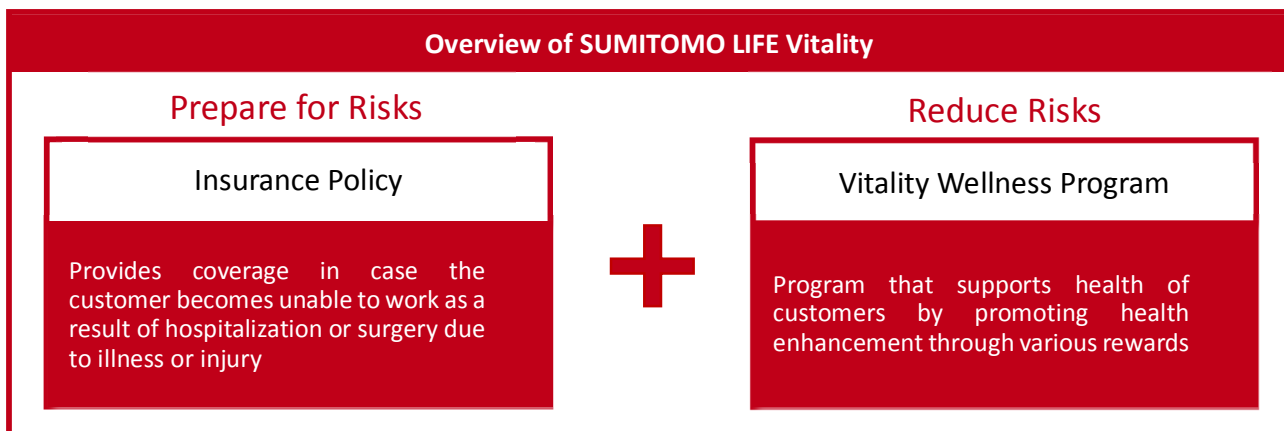 Overview of SUMITOMO LIFE Vitality
Prepare for Risks
Insurance Policy
Provides coverage in case the
customer becomes unable to work as a
result of hospitalization or surgery due
to illness or injury
Reduce Risks
Vitality Wellness Program
Program that supports health of
customers by promoting health
enhancement through various rewards